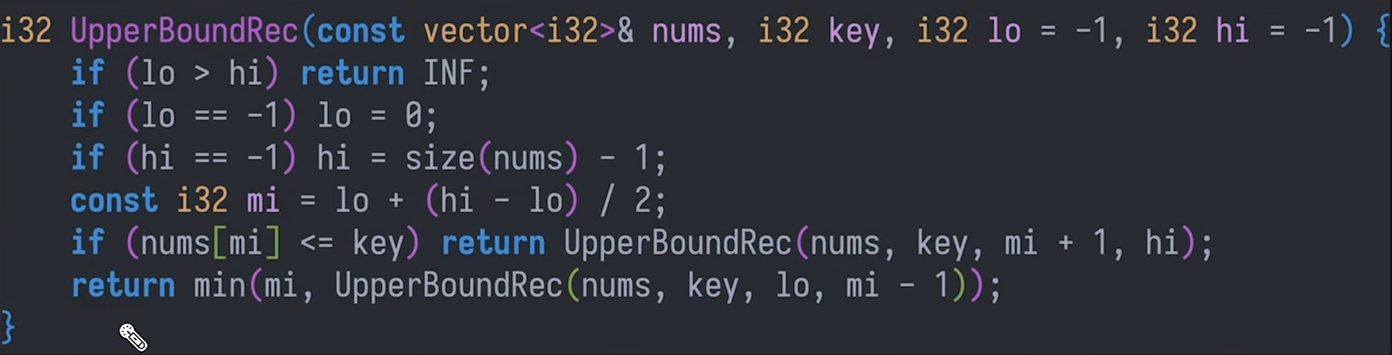 i32 UpperBoundRec(const vector<i32>& nums, i32 key, i32 lo = -1, i32 hi = -1) {
    if (lo > hi) return INF;
    if (lo == -1) lo = 0;
    if (hi == -1) hi = size(nums) - 1;
    const i32 mi = lo + (hi - lo) / 2;
    if (nums[mi] <= key) return UpperBoundRec(nums, key, mi + 1, hi);
    return min(mi, UpperBoundRec(nums, key, lo, mi - 1));
}